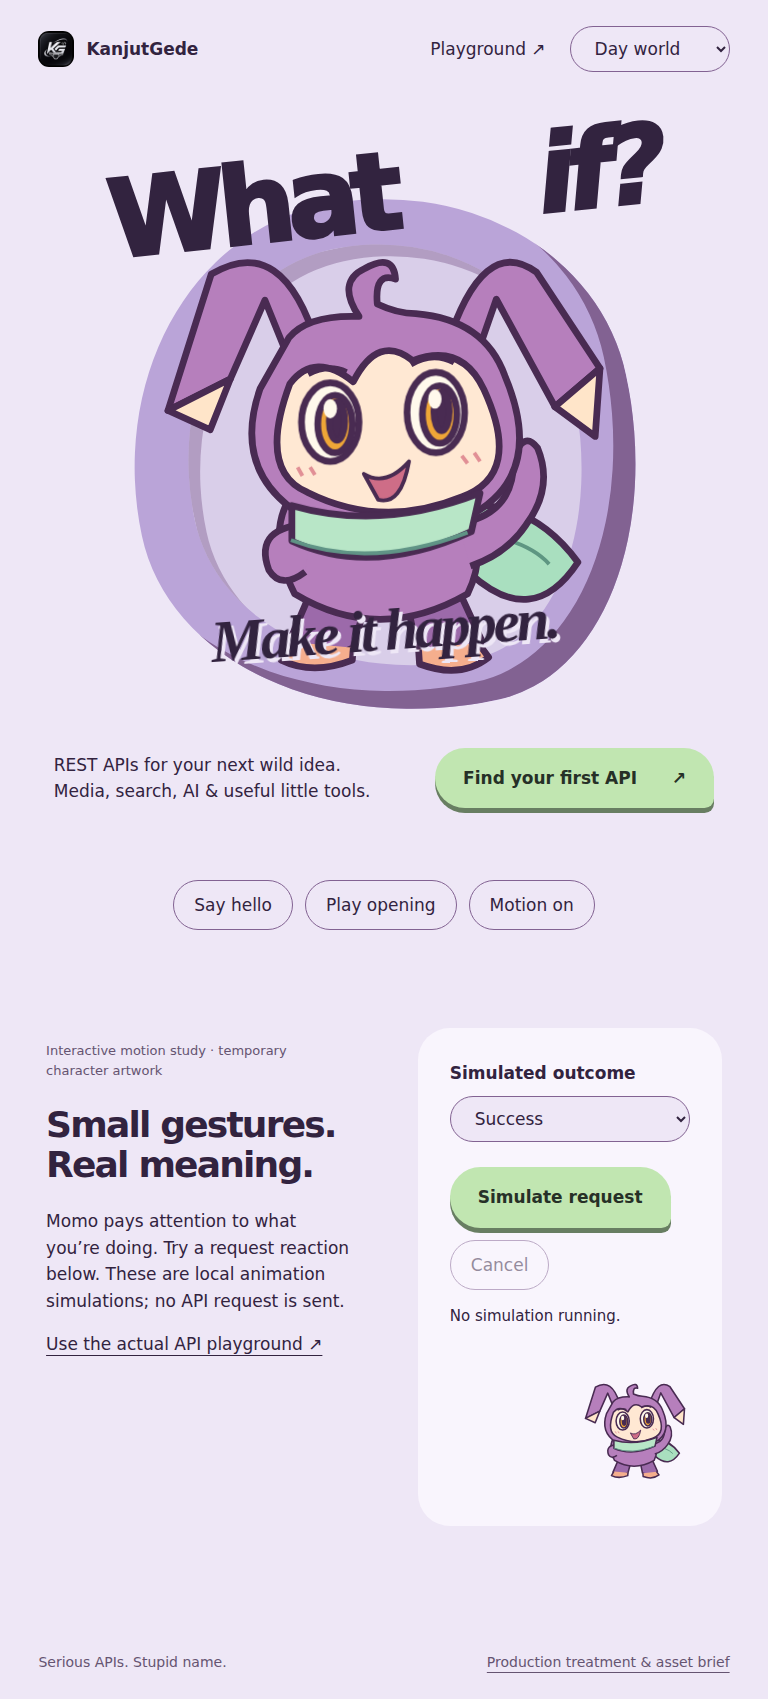 KG
KanjutGede
Playground ↗
Day world
What if?
Make it happen.
REST APIs for your next wild idea.
Media, search, AI & useful little tools.
Find your first API ↗
Say hello
Play opening
Motion on
Interactive motion study · temporary
character artwork
Small gestures.
Real meaning.
Momo pays attention to what
you’re doing. Try a request reaction
below. These are local animation
simulations; no API request is sent.
Use the actual API playground ↗
Simulated outcome
Success
Simulate request
Cancel
No simulation running.
Serious APIs. Stupid name.
Production treatment & asset brief